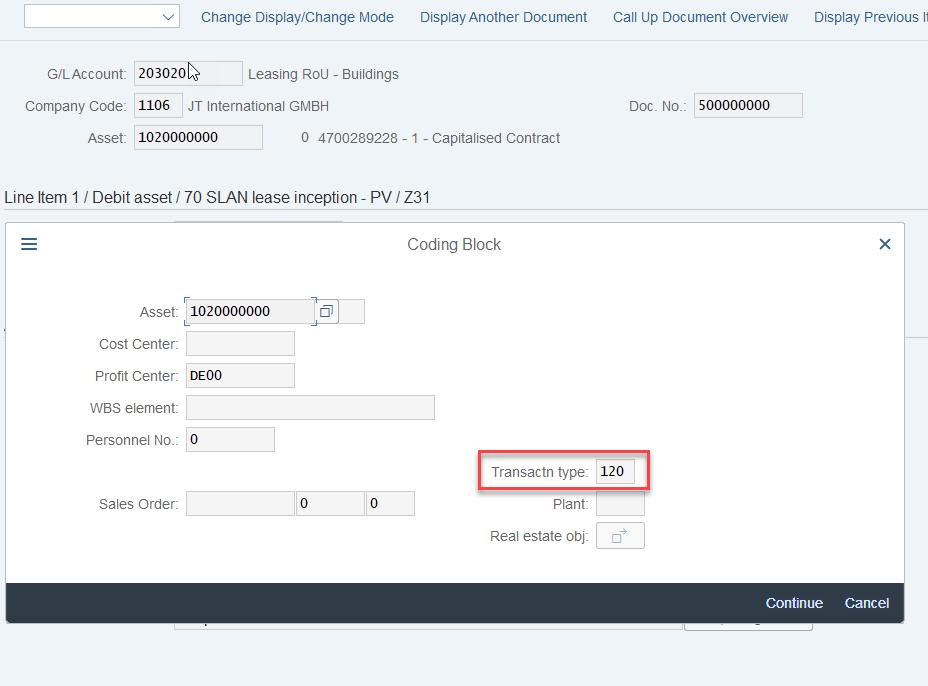 Change Display/Change Mode Display Another Document Call Up Document Overview Display Previous It
G/L Account: 203020 Leasing RoU - Buildings
Company Code: 1106 JT International GMBH Doc. No.: 500000000
Asset: 1020000000 0 4700289228 - 1 - Capitalised Contract
Line Item 1 / Debit asset / 70 SLAN lease inception - PV / Z31
Coding Block
Asset: 1020000000
Cost Center:
Profit Center: DE00
WBS element:
Personnel No.: 0
Transactn type: 120
Sales Order: 0 0 Plant:
Real estate obj:
Continue Cancel